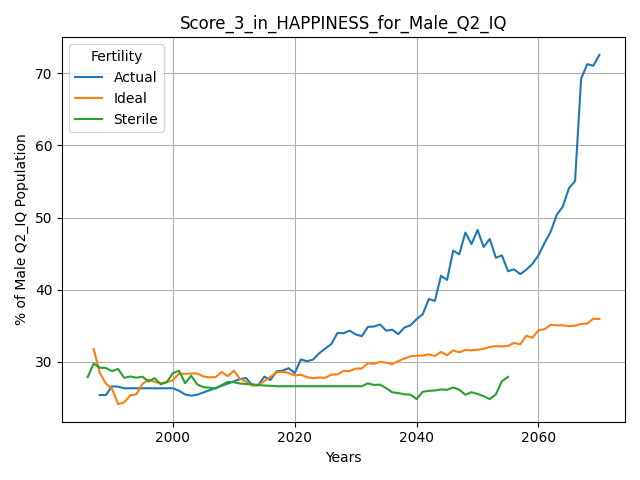 Score_3_in_HAPPINESS_for_Male_Q2_IQ
Fertility
Actual
Ideal
Sterile
% of Male Q2_IQ Population
70
60
50
40
30
2000
2020
2040
2060
Years